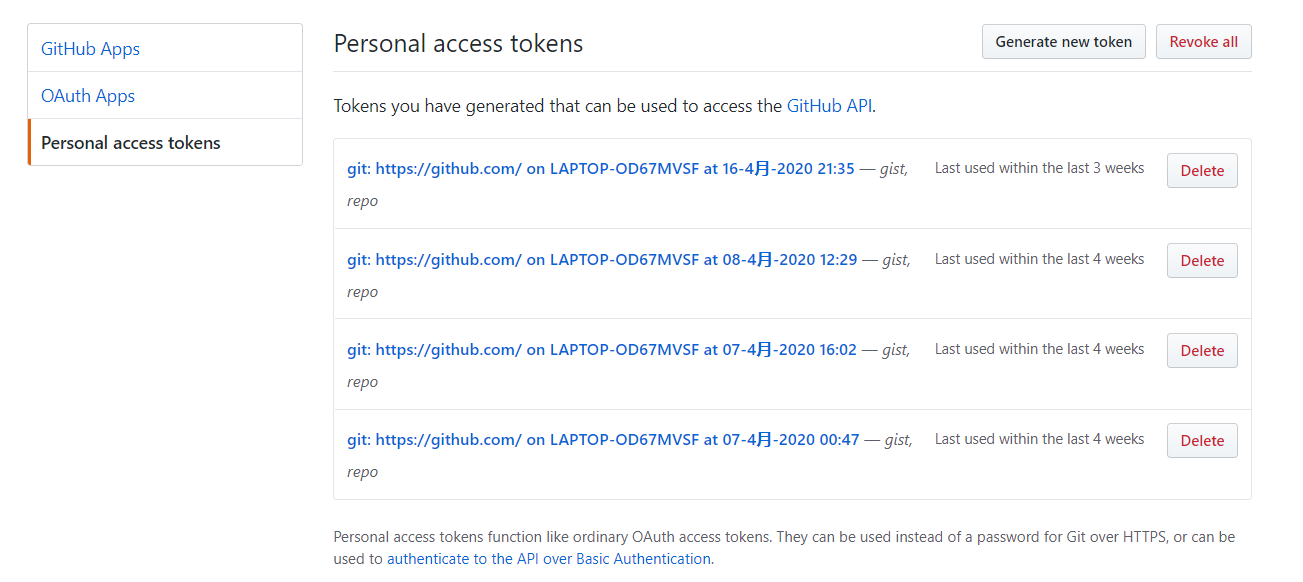 GitHub Apps
OAuth Apps
Personal access tokens
Personal access tokens
Generate new token
Revoke all
Tokens you have generated that can be used to access the GitHub API.
git: https://github.com/ on LAPTOP-OD67MVSF at 16-4月-2020 21:35 — gist,
repo
Last used within the last 3 weeks
Delete
git: https://github.com/ on LAPTOP-OD67MVSF at 08-4月-2020 12:29 — gist,
repo
Last used within the last 4 weeks
Delete
git: https://github.com/ on LAPTOP-OD67MVSF at 07-4月-2020 16:02 — gist,
repo
Last used within the last 4 weeks
Delete
git: https://github.com/ on LAPTOP-OD67MVSF at 07-4月-2020 00:47 — gist,
repo
Last used within the last 4 weeks
Delete
Personal access tokens function like ordinary OAuth access tokens. They can be used instead of a password for Git over HTTPS, or can be
used to authenticate to the API over Basic Authentication.